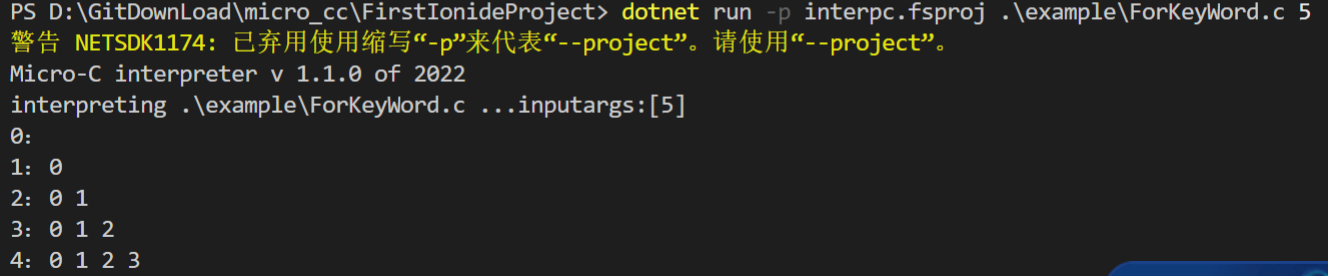 PS D:\GitDownLoad\micro_cc\FirstIonideProject> dotnet run -p interpc.fsproj .\example\ForKeyWord.c 5
警告 NETSDK1174: 已弃用使用缩写“-p”来代表“--project”。请使用“--project”。
Micro-C interpreter v 1.1.0 of 2022
interpreting .\example\ForKeyWord.c ...inputargs:[5]
0：
1：0
2：0 1
3：0 1 2
4：0 1 2 3